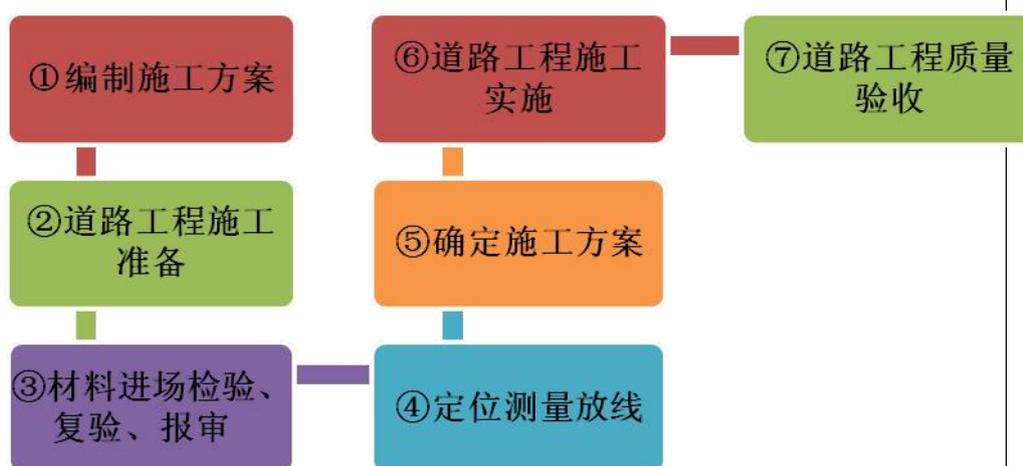 ①编制施工方案
②道路工程施工
准备
③材料进场检验、
复验、报审
④定位测量放线
⑤确定施工方案
⑥道路工程施工
实施
⑦道路工程质量
验收